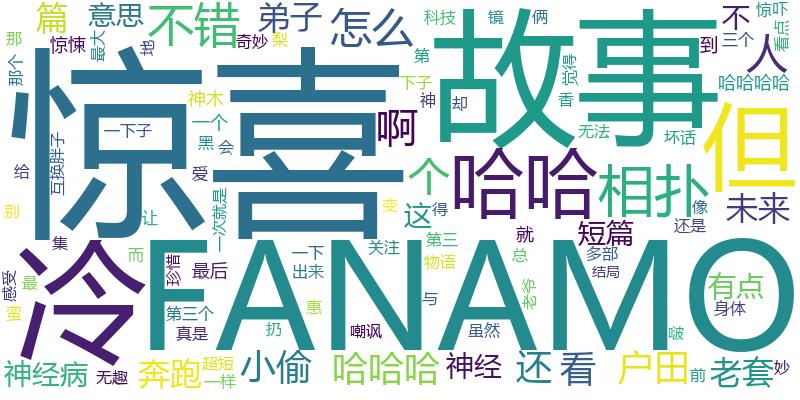 惊喜
故事
FANAMO
冷
但
哈哈
相扑
不错
怎么
啊
个
这
短篇
未来
人
不
意思
弟子
篇
有点
老套
户田
还
看
神经
哈哈哈
小偷
奔跑
神经病
无趣
那
那个
惊悚
最大
奇妙
梨
科技
镜
俩
第
觉得
到
三个
惊吓
看点
哈哈哈哈
下子
神
却
香
无法
坏话
神木
一下子
一个
黑
会
爱
给
互换胖子
别
让
一次就是
变
得
像
还是
集
而
珍惜
最后
一下
出来
关注
第三
物语
总
就
多部
结局
感受
最
蛮
第三个
真是
惠
扔
嘲讽
与
老爷
虽然
啵
身体
超短
一样
前
妙